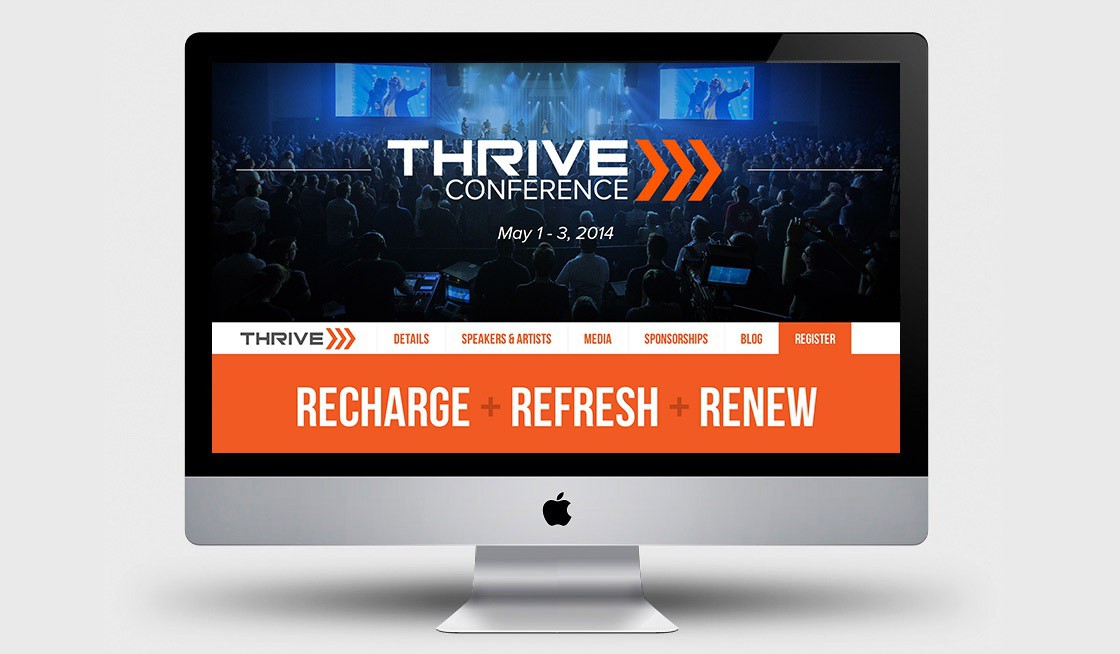 THRIVE
CONFERENCE
May 1 - 3, 2014
THRIVE DETAILS SPEAKERS & ARTISTS MEDIA SPONSORSHIPS BLOG REGISTER
RECHARGE + REFRESH + RENEW